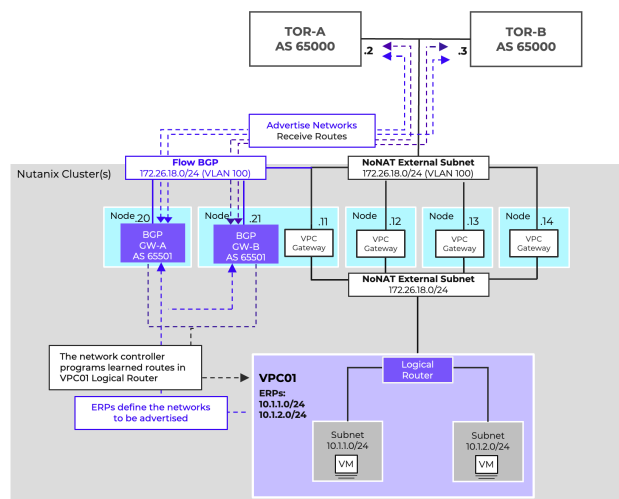 TOR-A
AS 65000
TOR-B
AS 65000
.2
.3
Advertise Networks
Receive Routes
Nutanix Cluster(s)
Flow BGP
172.26.18.0/24 (VLAN 100)
NoNAT External Subnet
172.26.18.0/24 (VLAN 100)
Node
.20
Node
.21
.11
Node
.12
Node
.13
Node
.14
BGP
GW-A
AS 65501
BGP
GW-B
AS 65501
VPC
Gateway
VPC
Gateway
VPC
Gateway
VPC
Gateway
NoNAT External Subnet
172.26.18.0/24
The network controller
programs learned routes in
VPC01 Logical Router
ERPs define the networks
to be advertised
VPC01
ERPs:
10.1.1.0/24
10.1.2.0/24
Logical
Router
Subnet
10.1.1.0/24
VM
Subnet
10.1.2.0/24
VM